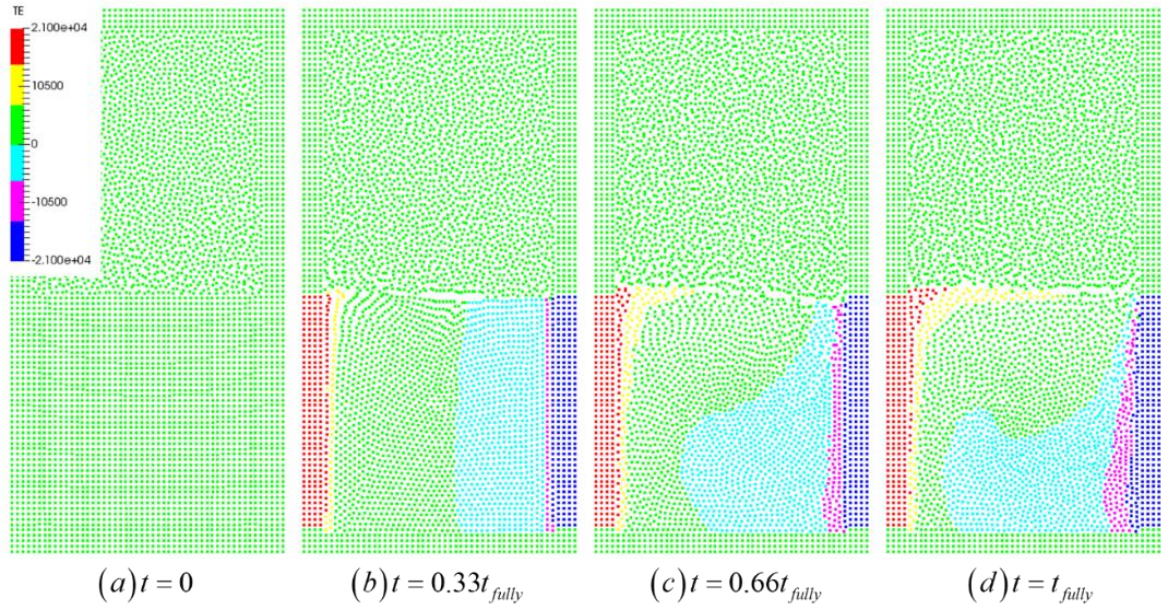 TE
2.100e+04
10500
0
-10500
-2.100e+04
(a) t = 0
(b) t = 0.33t_fully
(c) t = 0.66t_fully
(d) t = t_fully